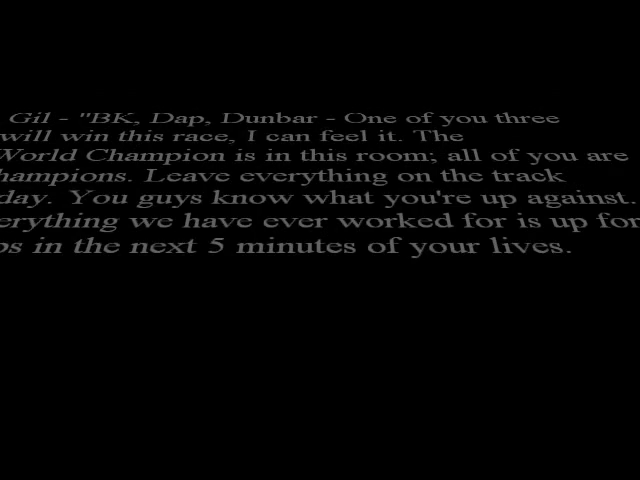 Gil - "BK, Dap, Dunbar - One of you three
will win this race, I can feel it. The
World Champion is in this room; all of you are
hampions. Leave everything on the track
day. You guys know what you're up against.
erything we have ever worked for is up for
os in the next 5 minutes of your lives.